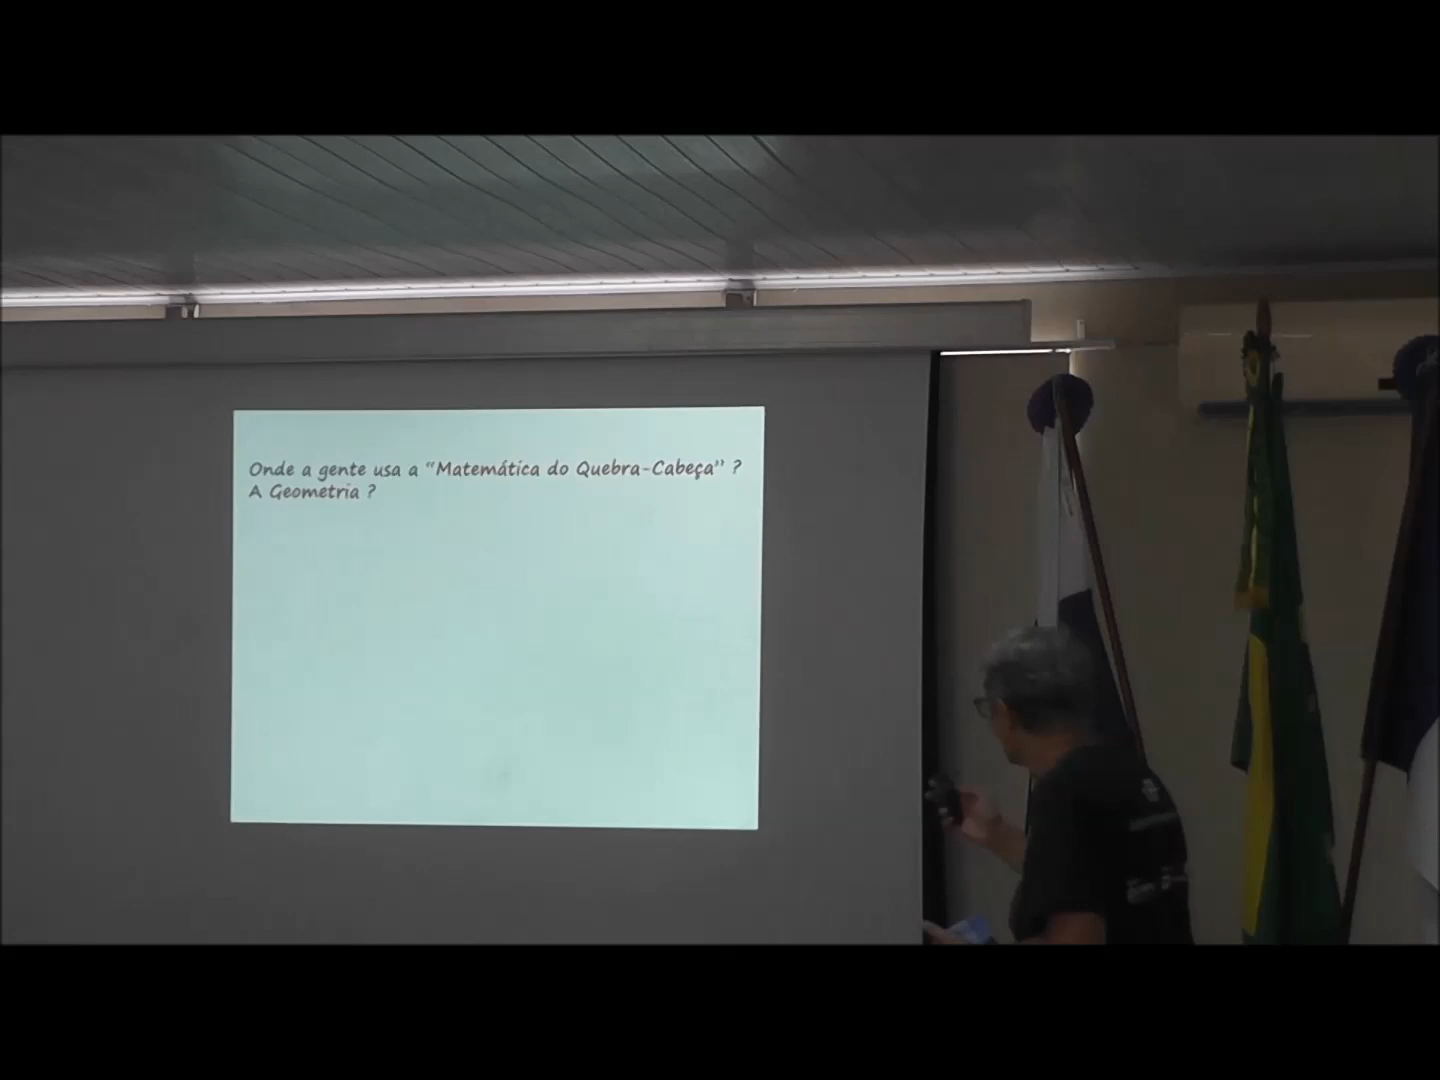 Onde a gente usa a “Matemática do Quebra-Cabeça” ?
A Geometria ?